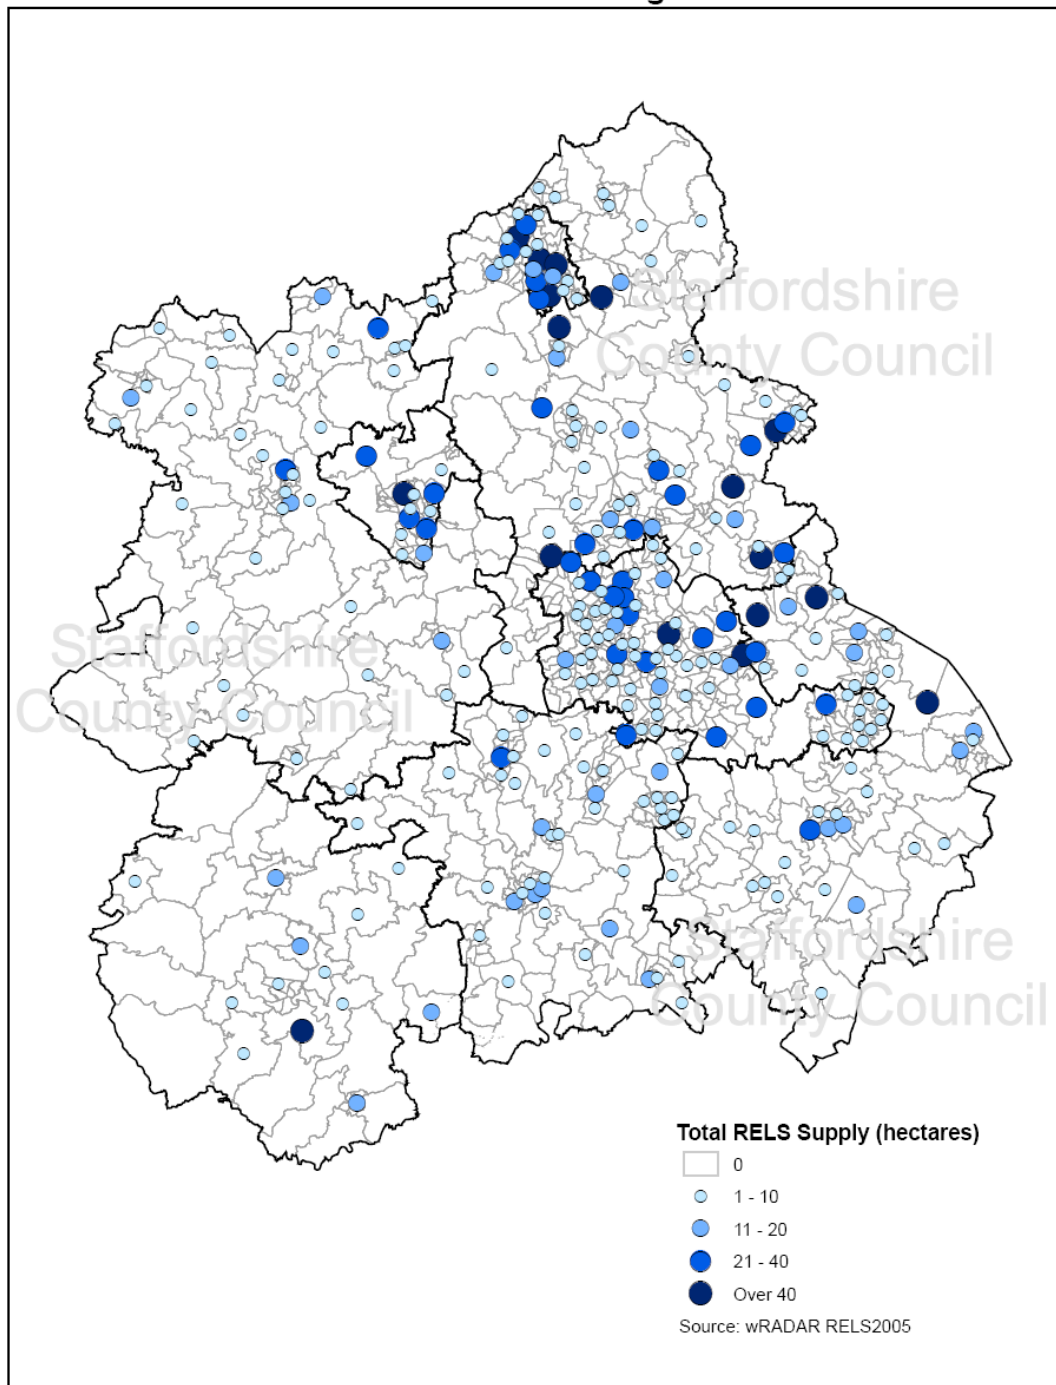 Staffordshire
County Council
Staffordshire
County Council
Staffordshire
County Council
Total RELS Supply (hectares)
0
1 - 10
11 - 20
21 - 40
Over 40
Source: wRADAR RELS2005